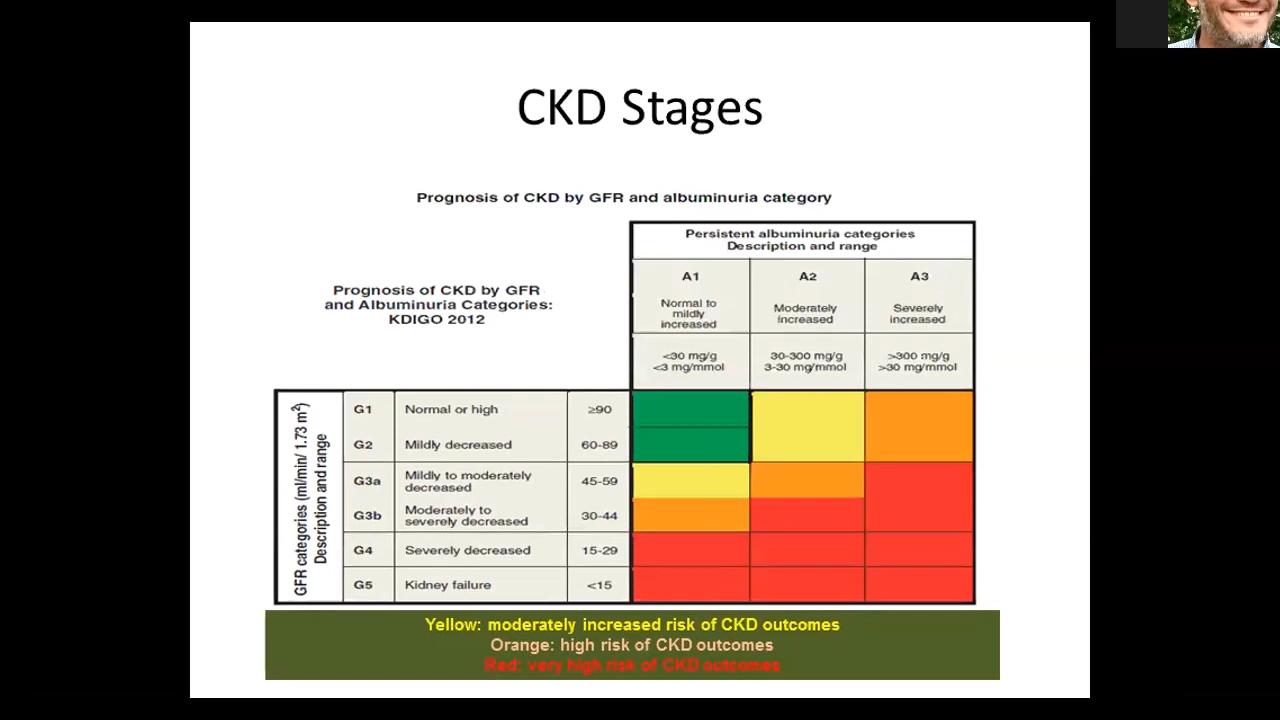 CKD Stages
Prognosis of CKD by GFR and albuminuria category
Prognosis of CKD by GFR
and Albuminuria Categories:
KDIGO 2012
Persistent albuminuria categories
Description and range
A1
A2
A3
Normal to
mildly
increased
Moderately
increased
Severely
increased
<30 mg/g
<3 mg/mmol
30-300 mg/g
3-30 mg/mmol
>300 mg/g
>30 mg/mmol
GFR categories (ml/min/ 1.73 m²)
Description and range
G1
Normal or high
≥90
G2
Mildly decreased
60-89
G3a
Mildly to moderately
decreased
45-59
G3b
Moderately to
severely decreased
30-44
G4
Severely decreased
15-29
G5
Kidney failure
<15
Yellow: moderately increased risk of CKD outcomes
Orange: high risk of CKD outcomes
Red: very high risk of CKD outcomes